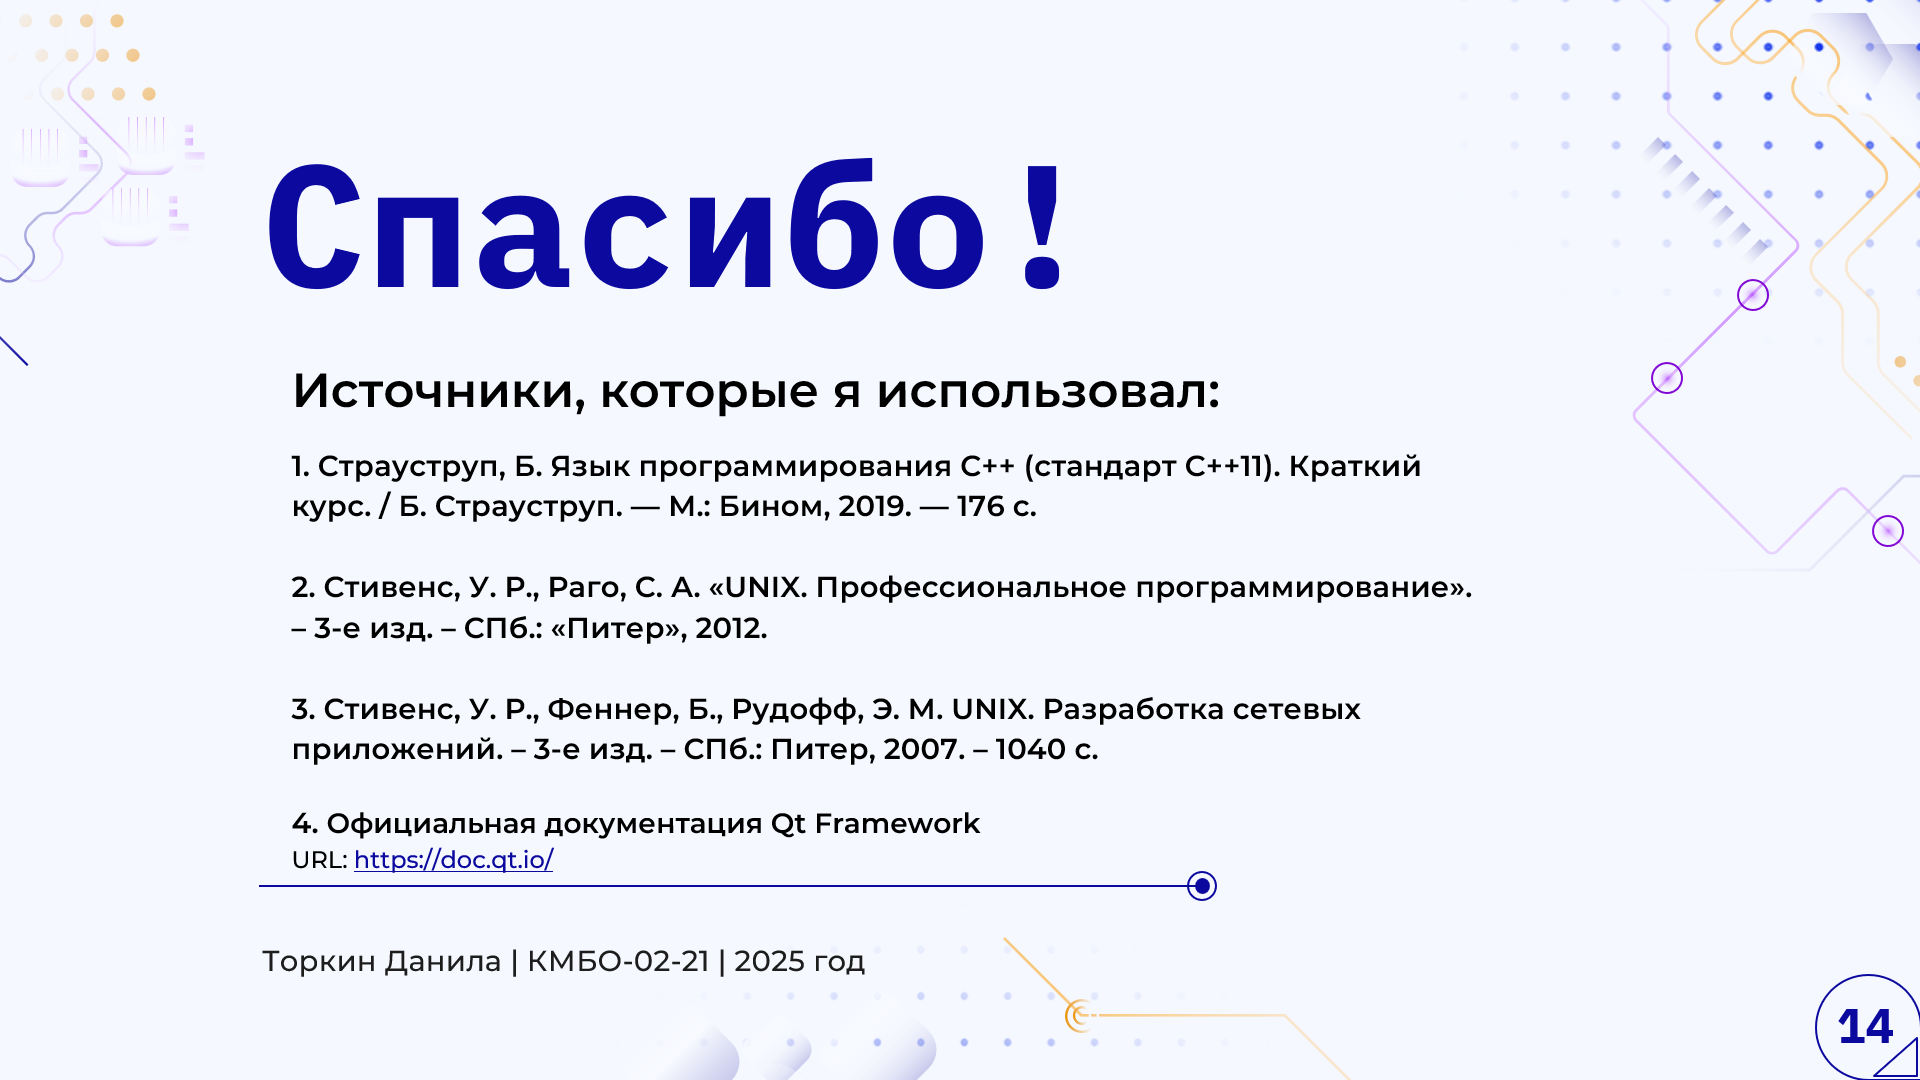 Спасибо!
Источники, которые я использовал:
1. Страуструп, Б. Язык программирования C++ (стандарт C++11). Краткий
курс. / Б. Страуструп. — М.: Бином, 2019. — 176 с.
2. Стивенс, У. Р., Раго, С. А. «UNIX. Профессиональное программирование».
– 3-е изд. – СПб.: «Питер», 2012.
3. Стивенс, У. Р., Феннер, Б., Рудофф, Э. М. UNIX. Разработка сетевых
приложений. – 3-е изд. – СПб.: Питер, 2007. – 1040 с.
4. Официальная документация Qt Framework
URL: https://doc.qt.io/
Торкин Данила | КМБО-02-21 | 2025 год
14